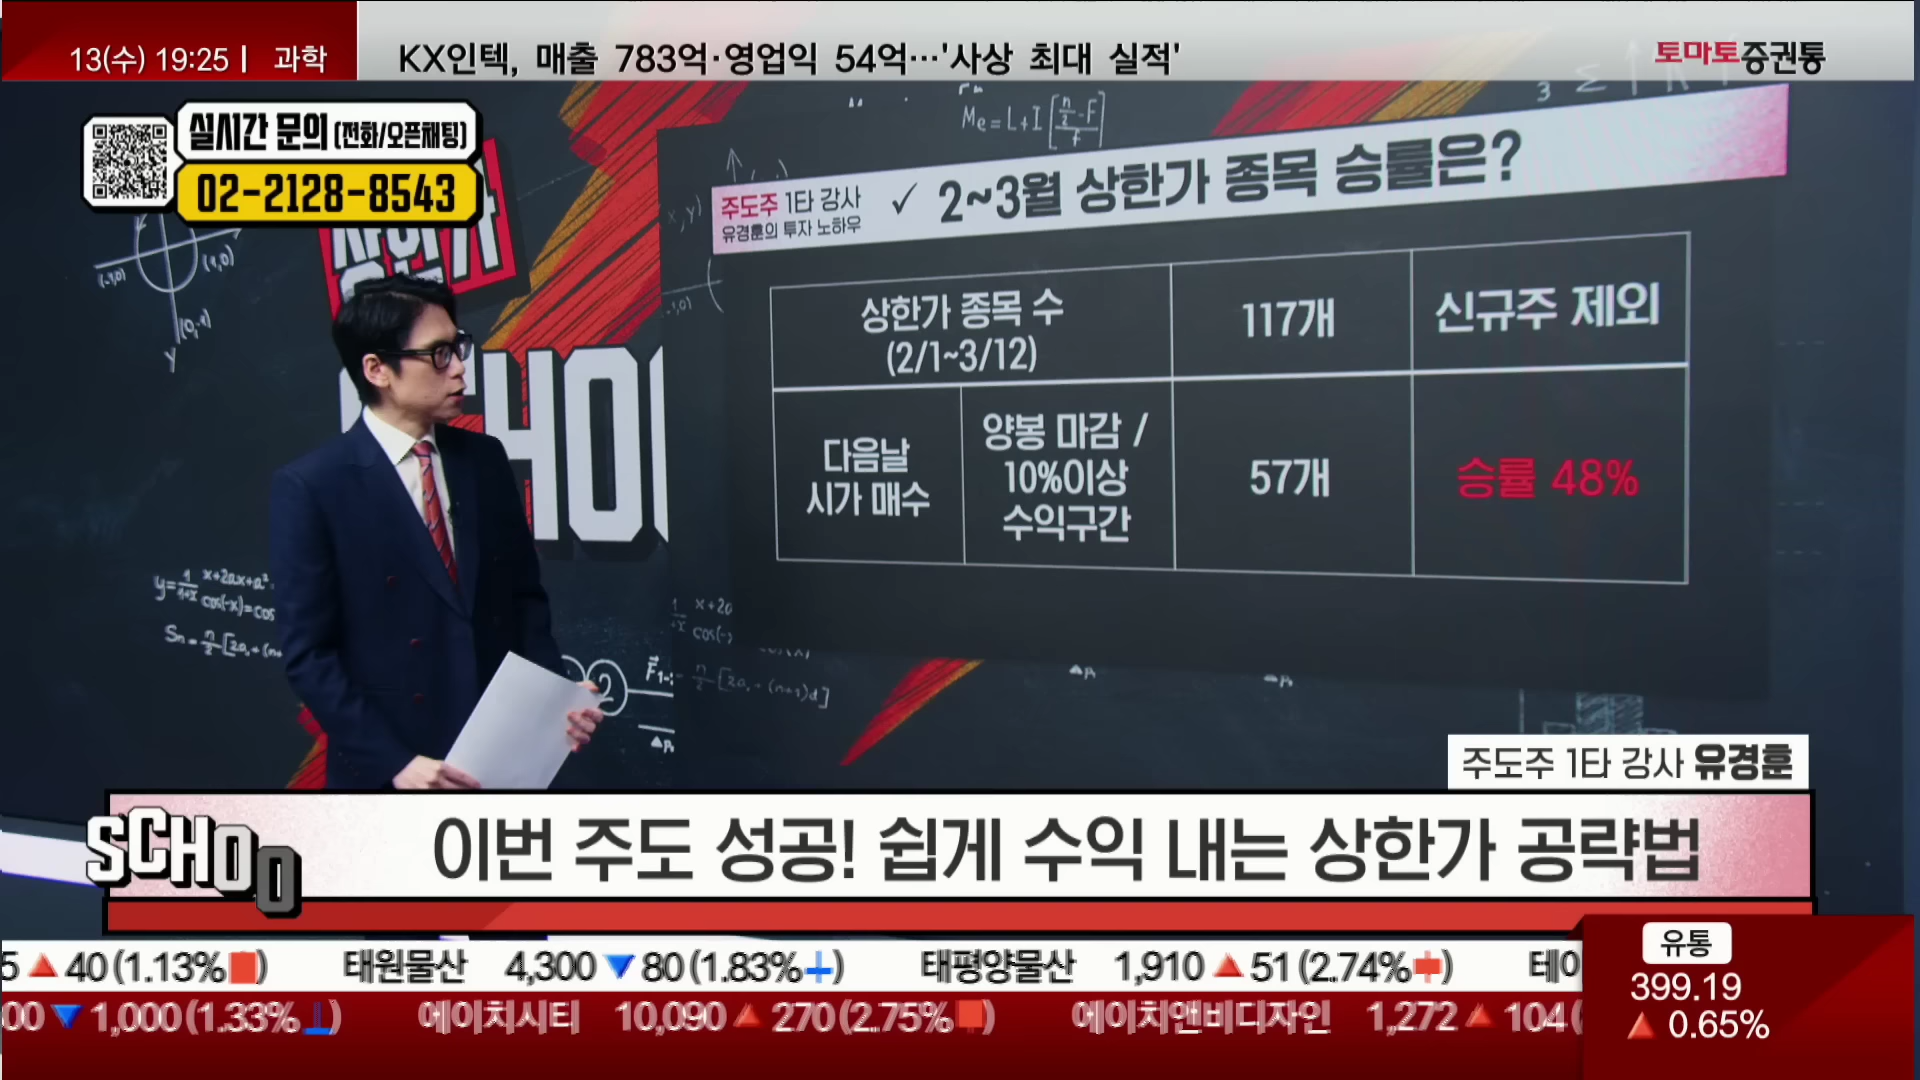 13(수) 19:25 | 과학
KX인텍, 매출 783억·영업익 54억…'사상 최대 실적'
토마토증권통
실시간 문의 (전화/오픈채팅)
02-2128-8543
주도주 1타 강사
유경훈의 투자 노하우
✓ 2~3월 상한가 종목 승률은?
상한가 종목 수
(2/1~3/12)
117개
신규주 제외
다음날
시가 매수
양봉 마감 /
10%이상
수익구간
57개
승률 48%
상한가
주도주 1타 강사 유경훈
SCHOO
이번 주도 성공! 쉽게 수익 내는 상한가 공략법
5 ▲ 40 (1.13%) 태원물산 4,300 ▼ 80 (1.83%) 태평양물산 1,910 ▲ 51 (2.74%) 테이
00 ▼ 1,000 (1.33%) 에이치시티 10,090 ▲ 270 (2.75%) 에이치앤비디자인 1,272 ▲ 104 (
유통
399.19
▲ 0.65%